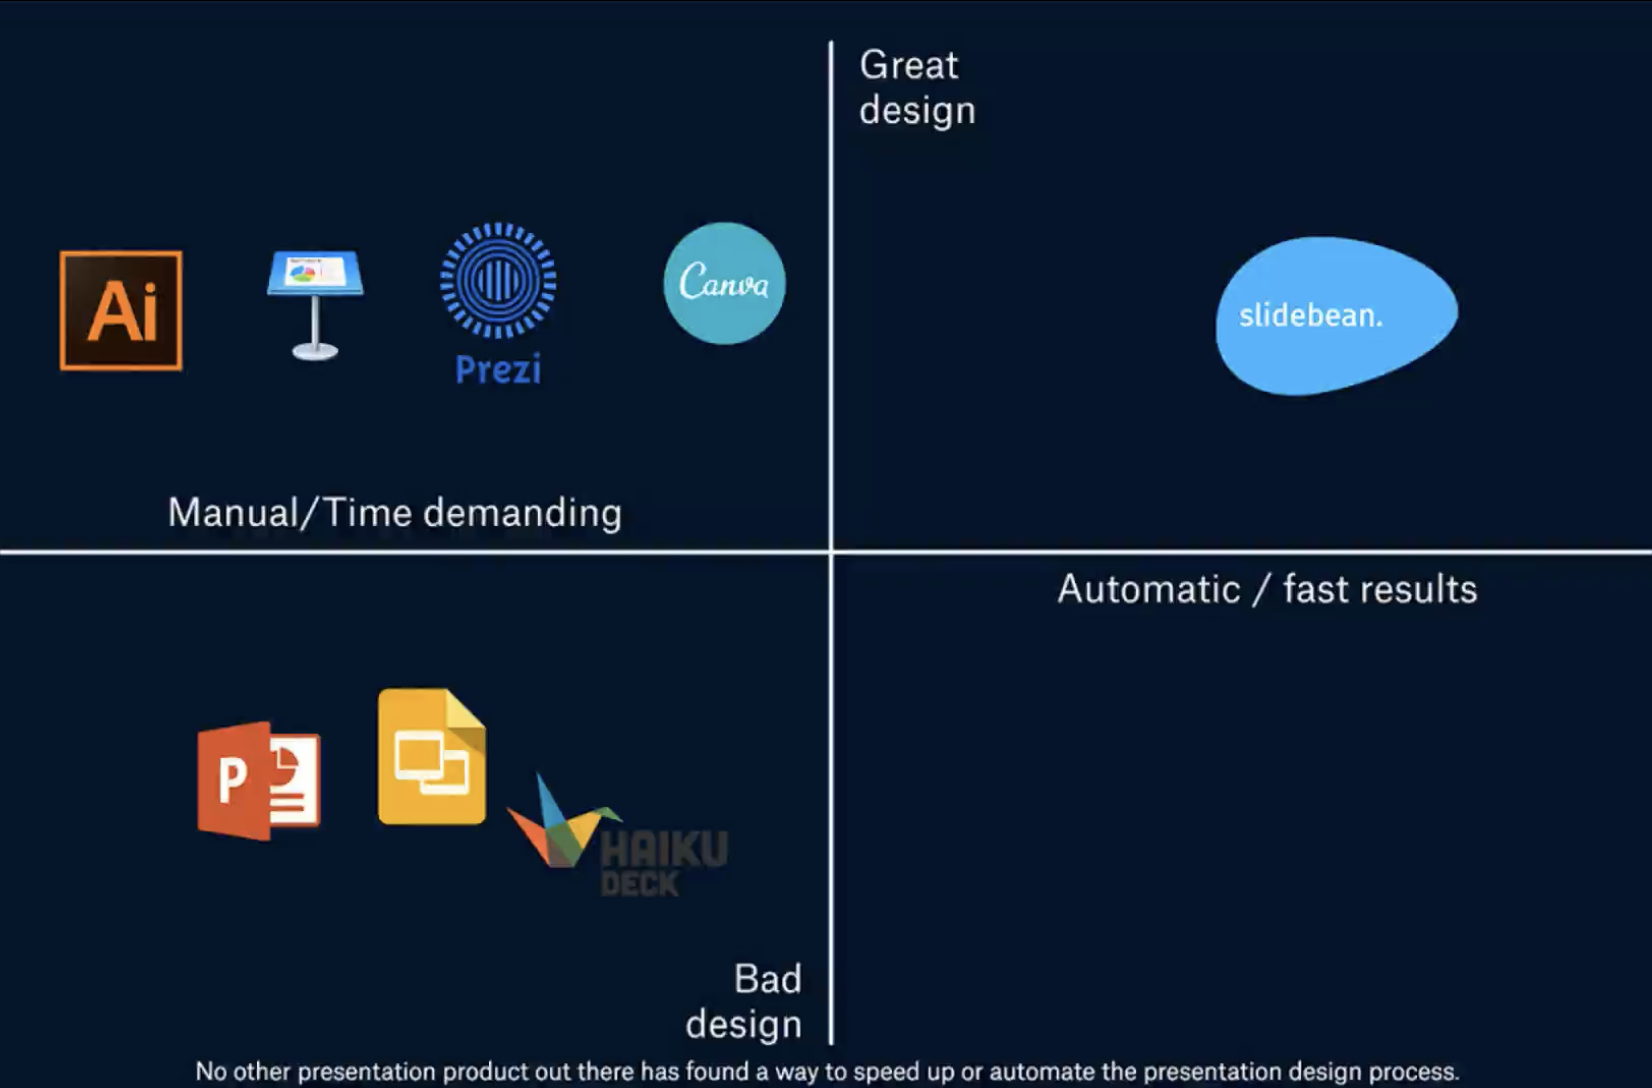 Great
design
Ai
Prezi
Canva
slidebean.
Manual/Time demanding
Automatic / fast results
P
HAIKU
DECK
Bad
design
No other presentation product out there has found a way to speed up or automate the presentation design process.